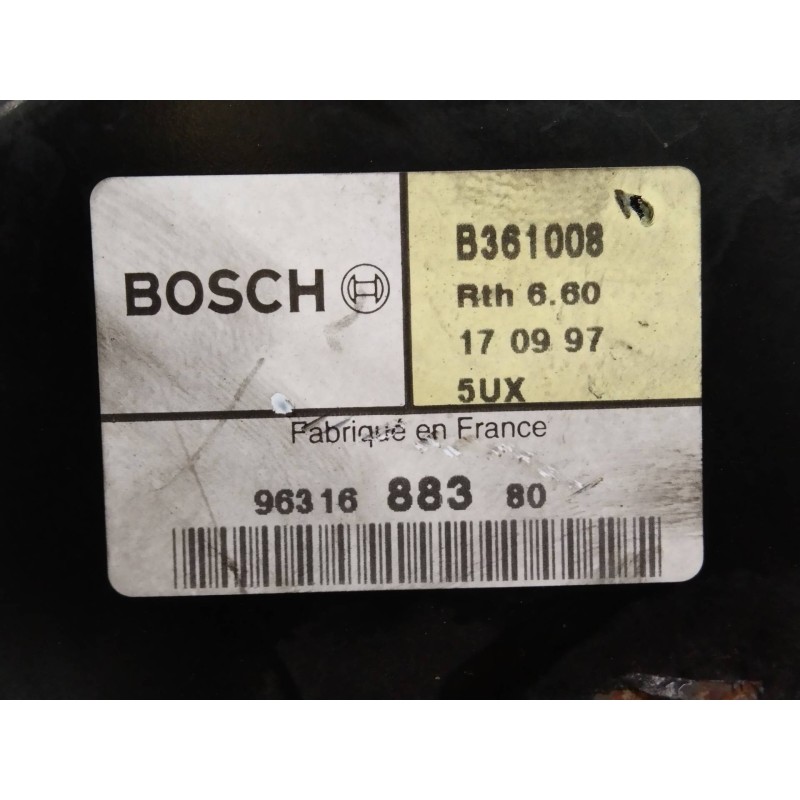 BOSCH
B361008
Rth 6.60
17 09 97
5UX
Fabriqué en France
96316 883 80